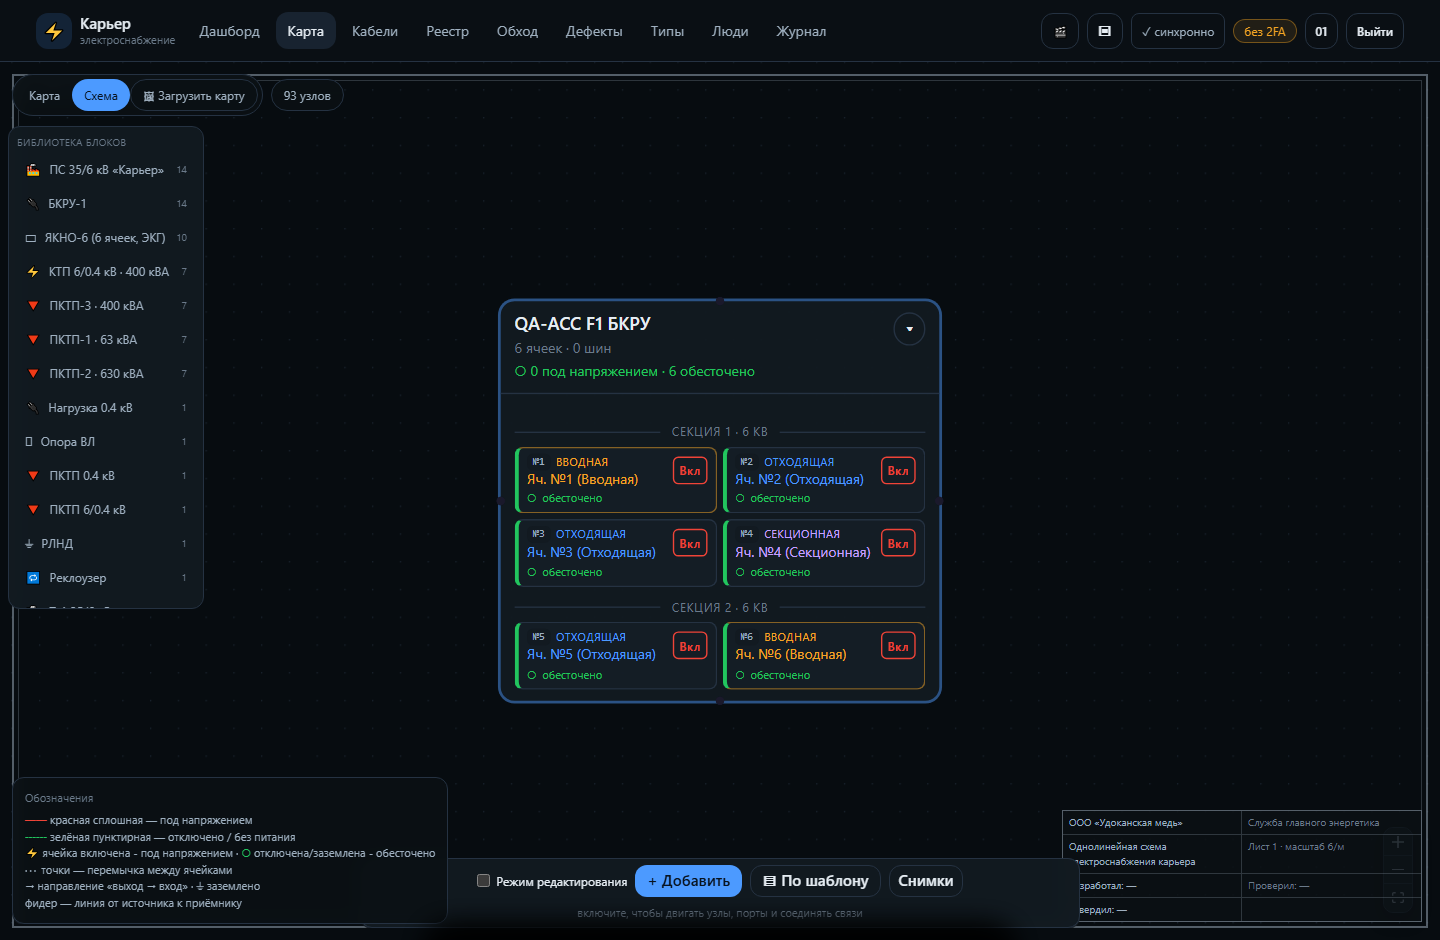 Карьер
электроснабжение
Дашборд
Карта
Кабели
Реестр
Обход
Дефекты
Типы
Люди
Журнал
✓ синхронно
без 2FA
01
Выйти
Карта
Схема
Загрузить карту
93 узлов
БИБЛИОТЕКА БЛОКОВ
ПС 35/6 кВ «Карьер» 14
БКРУ-1 14
ЯКНО-6 (6 ячеек, ЭКГ) 10
КТП 6/0.4 кВ · 400 кВА 7
ПКТП-3 · 400 кВА 7
ПКТП-1 · 63 кВА 7
ПКТП-2 · 630 кВА 7
Нагрузка 0.4 кВ 1
Опора ВЛ 1
ПКТП 0.4 кВ 1
ПКТП 6/0.4 кВ 1
РЛНД 1
Реклоузер 1
QA-ACC F1 БКРУ
6 ячеек · 0 шин
0 под напряжением · 6 обесточено
СЕКЦИЯ 1 · 6 КВ
№1 ВВОДНАЯ
Яч. №1 (Вводная)
обесточено
Вкл
№2 ОТХОДЯЩАЯ
Яч. №2 (Отходящая)
обесточено
Вкл
№3 ОТХОДЯЩАЯ
Яч. №3 (Отходящая)
обесточено
Вкл
№4 СЕКЦИОННАЯ
Яч. №4 (Секционная)
обесточено
Вкл
СЕКЦИЯ 2 · 6 КВ
№5 ОТХОДЯЩАЯ
Яч. №5 (Отходящая)
обесточено
Вкл
№6 ВВОДНАЯ
Яч. №6 (Вводная)
обесточено
Вкл
Обозначения
красная сплошная — под напряжением
зелёная пунктирная — отключено / без питания
ячейка включена - под напряжением · отключена/заземлена - обесточено
точки — перемычка между ячейками
→ направление «выход → вход» · заземлено
фидер — линия от источника к приёмнику
Режим редактирования
+ Добавить
По шаблону
Снимки
включите, чтобы двигать узлы, порты и соединять связи
ООО «Удоканская медь»
Служба главного энергетика
Однолинейная схема
электроснабжения карьера
Лист 1 · масштаб б/м
зработал: —
Проверил: —
вердил: —